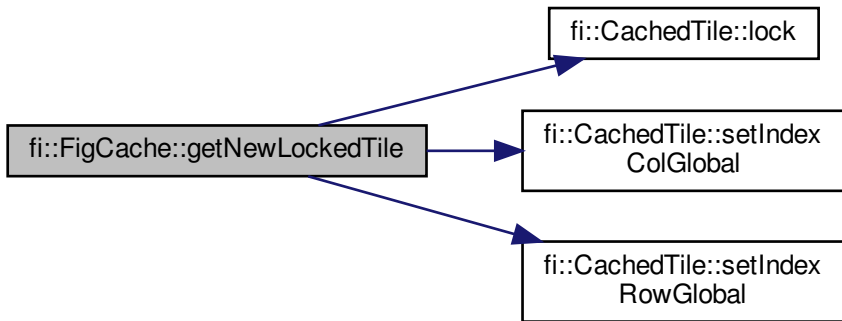 fi::CachedTile::lock
fi::FigCache::getNewLockedTile
fi::CachedTile::setIndex
ColGlobal
fi::CachedTile::setIndex
RowGlobal